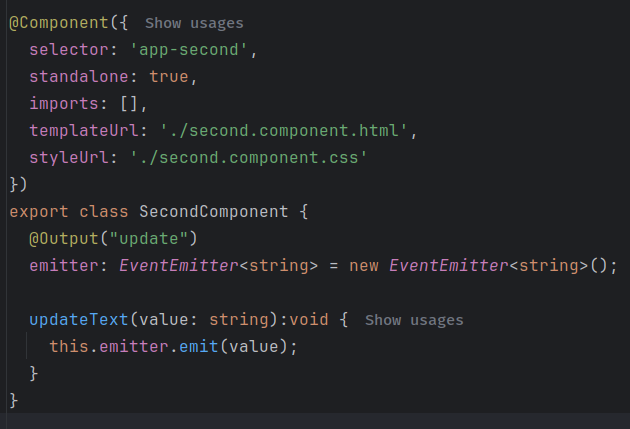 @Component({ Show usages
  selector: 'app-second',
  standalone: true,
  imports: [],
  templateUrl: './second.component.html',
  styleUrl: './second.component.css'
})
export class SecondComponent {
  @Output("update")
  emitter: EventEmitter<string> = new EventEmitter<string>();

  updateText(value: string):void { Show usages
    this.emitter.emit(value);
  }
}